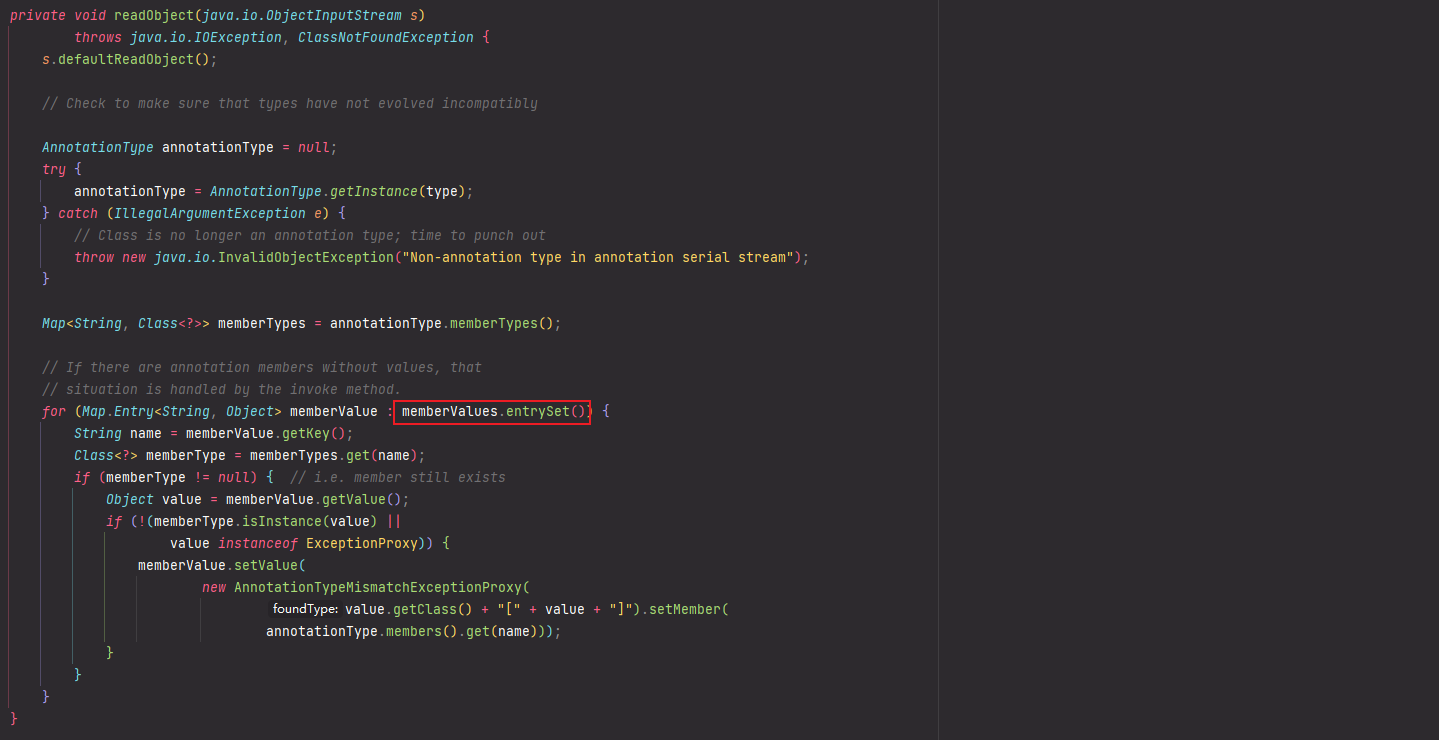 private void readObject(java.io.ObjectInputStream s)
        throws java.io.IOException, ClassNotFoundException {
    s.defaultReadObject();
    // Check to make sure that types have not evolved incompatibly
    AnnotationType annotationType = null;
    try {
        annotationType = AnnotationType.getInstance(type);
    } catch (IllegalArgumentException e) {
        // Class is no longer an annotation type; time to punch out
        throw new java.io.InvalidObjectException("Non-annotation type in annotation serial stream");
    }
    Map<String, Class<?>> memberTypes = annotationType.memberTypes();
    // If there are annotation members without values, that
    // situation is handled by the invoke method.
    for (Map.Entry<String, Object> memberValue : memberValues.entrySet()) {
        String name = memberValue.getKey();
        Class<?> memberType = memberTypes.get(name);
        if (memberType != null) {  // i.e. member still exists
            Object value = memberValue.getValue();
            if (!(memberType.isInstance(value) ||
                    value instanceof ExceptionProxy)) {
                memberValue.setValue(
                        new AnnotationTypeMismatchExceptionProxy(
                                foundType: value.getClass() + "[" + value + "]").setMember(
                                annotationType.members().get(name)));
            }
        }
    }
}